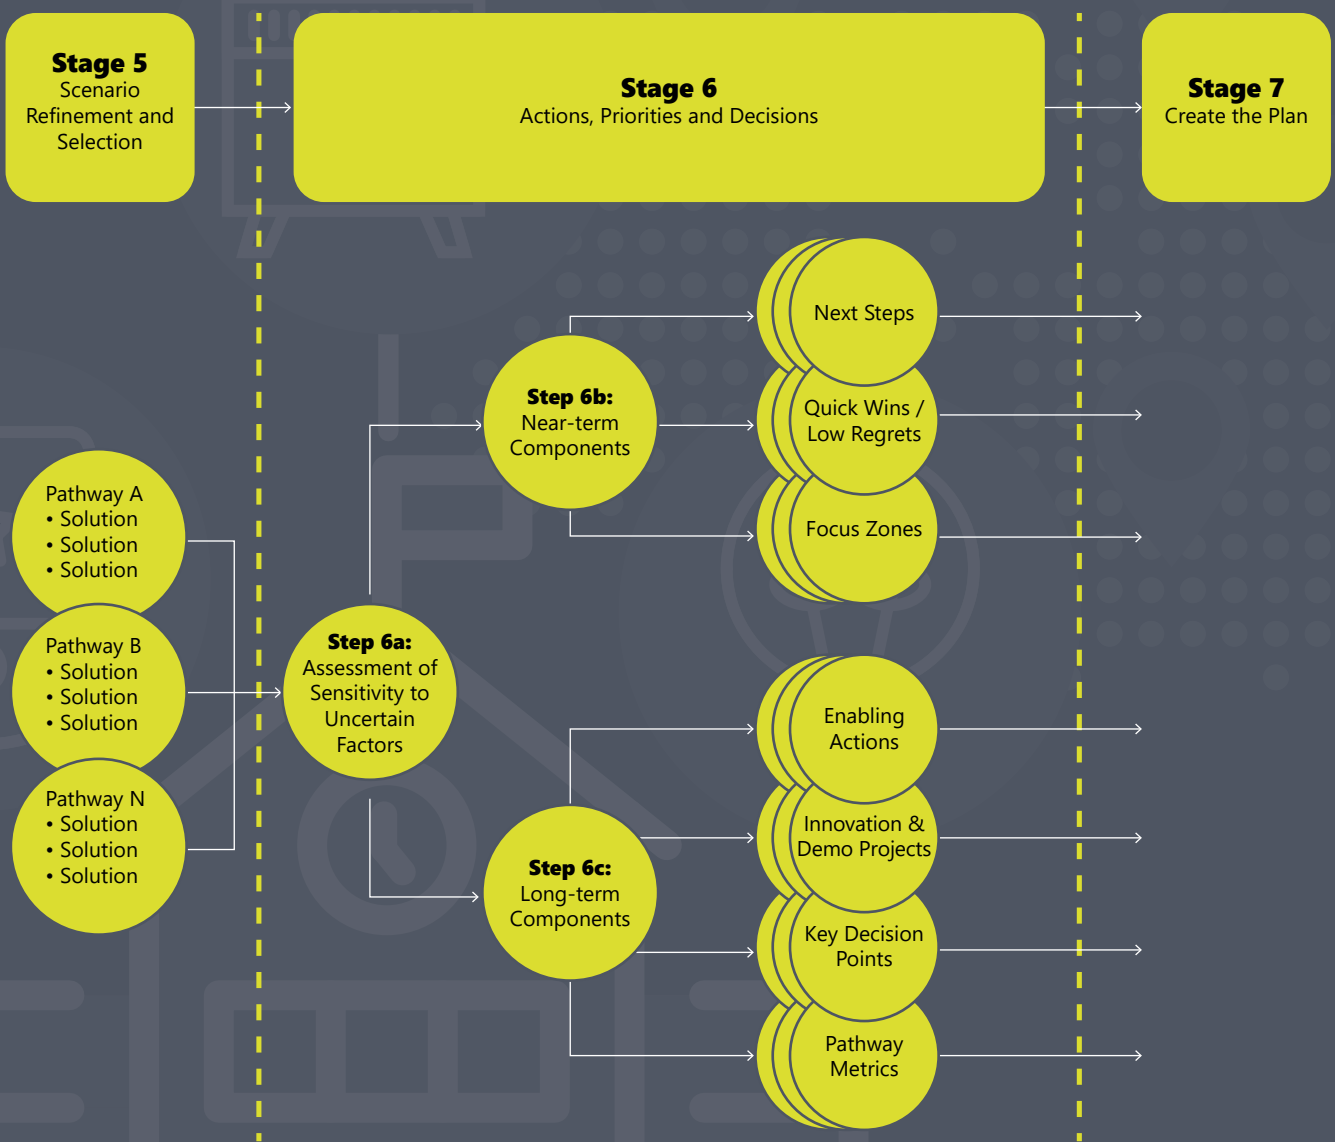 Stage 5
Scenario
Refinement and
Selection
Stage 6
Actions, Priorities and Decisions
Stage 7
Create the Plan
Pathway A
• Solution
• Solution
• Solution
Pathway B
• Solution
• Solution
• Solution
Pathway N
• Solution
• Solution
• Solution
Step 6a:
Assessment of
Sensitivity to
Uncertain
Factors
Step 6b:
Near-term
Components
Next Steps
Quick Wins /
Low Regrets
Focus Zones
Step 6c:
Long-term
Components
Enabling
Actions
Innovation &
Demo Projects
Key Decision
Points
Pathway
Metrics